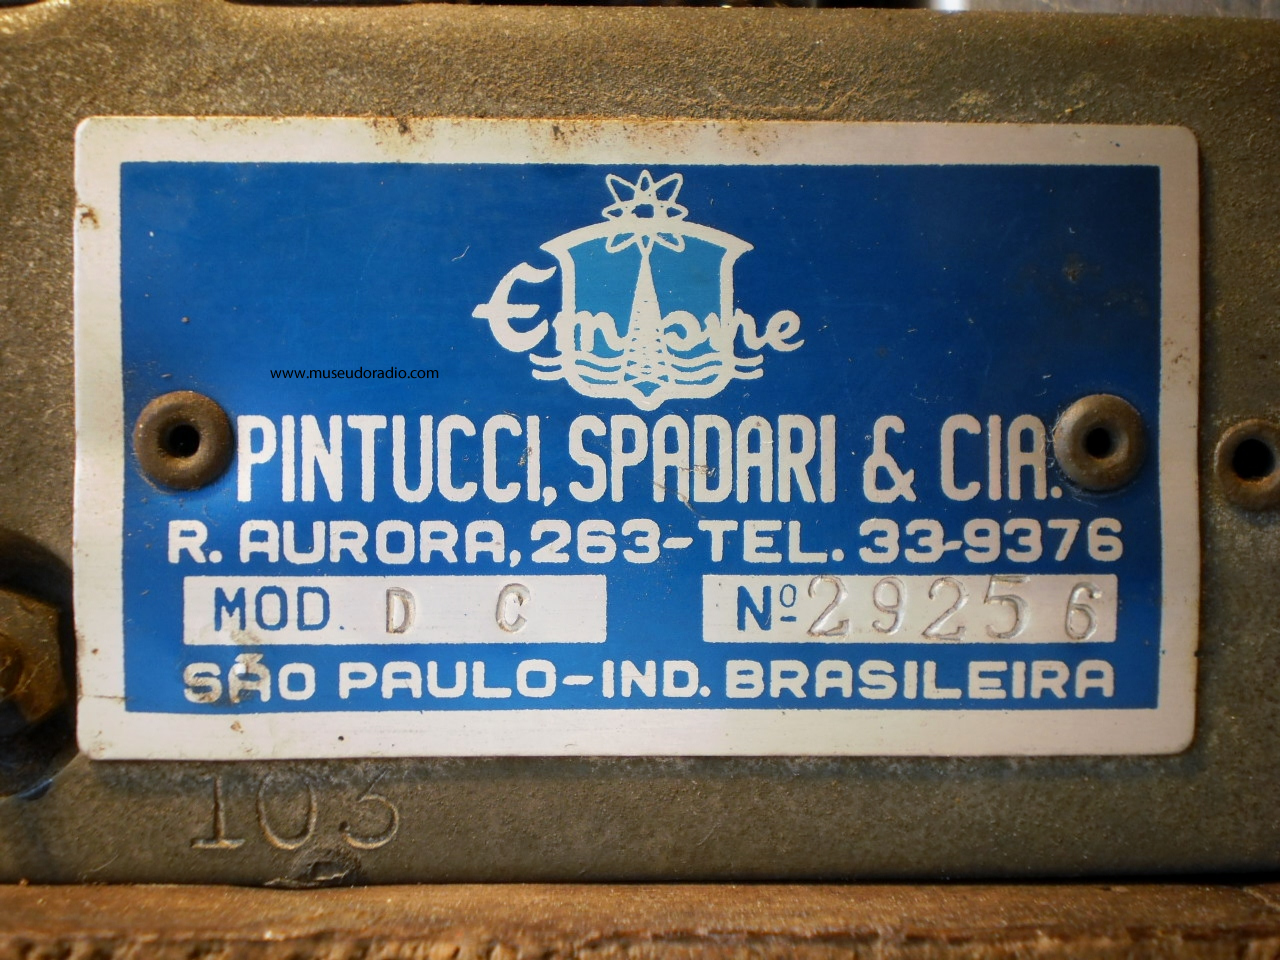 Empire
www.museudoradio.com
PINTUCCI, SPADARI & CIA.
R. AURORA, 263-TEL. 33-9376
MOD. D C Nº 29256
SÃO PAULO-IND. BRASILEIRA
103